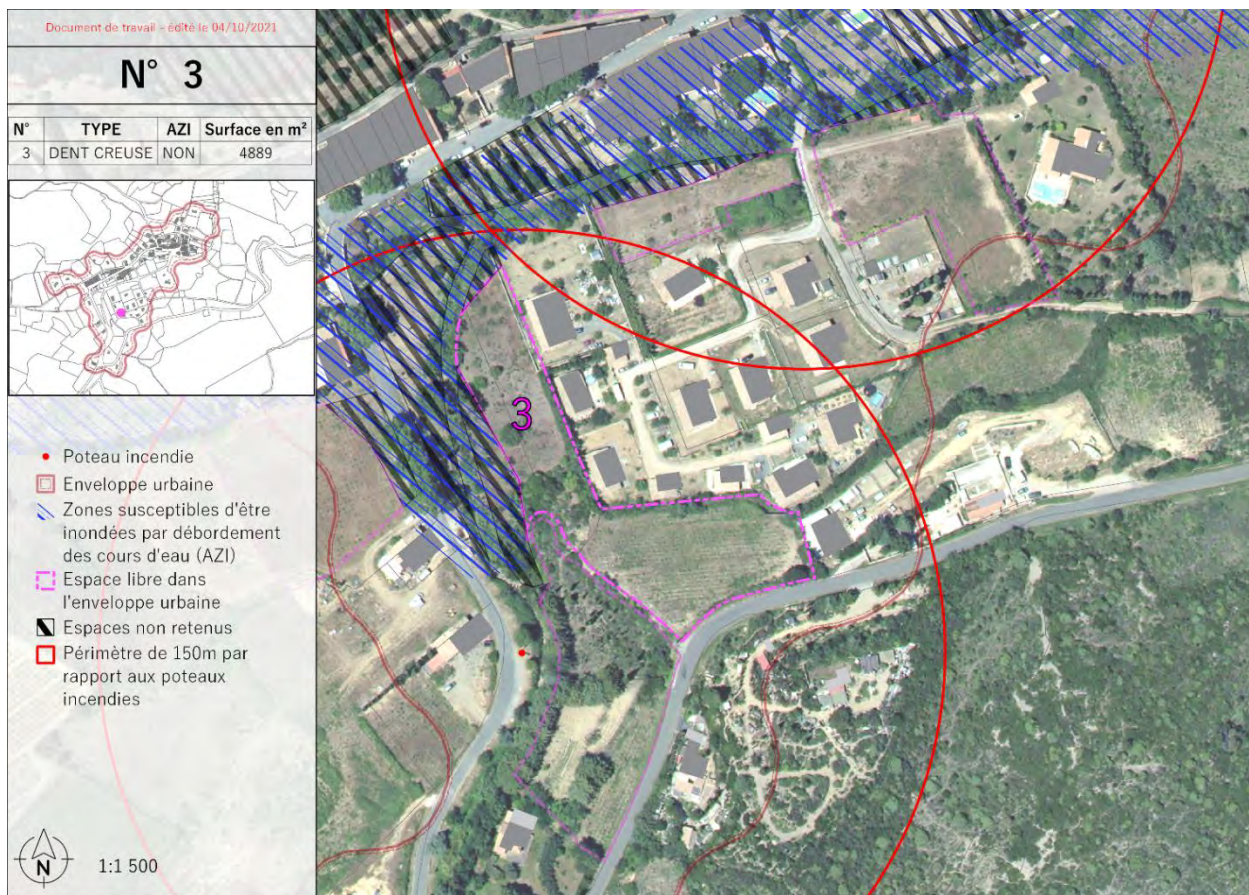 Document de travail - édité le 04/10/2021
N° 3
N° TYPE AZI Surface en m²
3 DENT CREUSE NON 4889
Poteau incendie
Enveloppe urbaine
Zones susceptibles d'être
inondées par débordement
des cours d'eau (AZI)
Espace libre dans
l'enveloppe urbaine
Espaces non retenus
Périmètre de 150m par
rapport aux poteaux
incendies
N
1:1 500
3